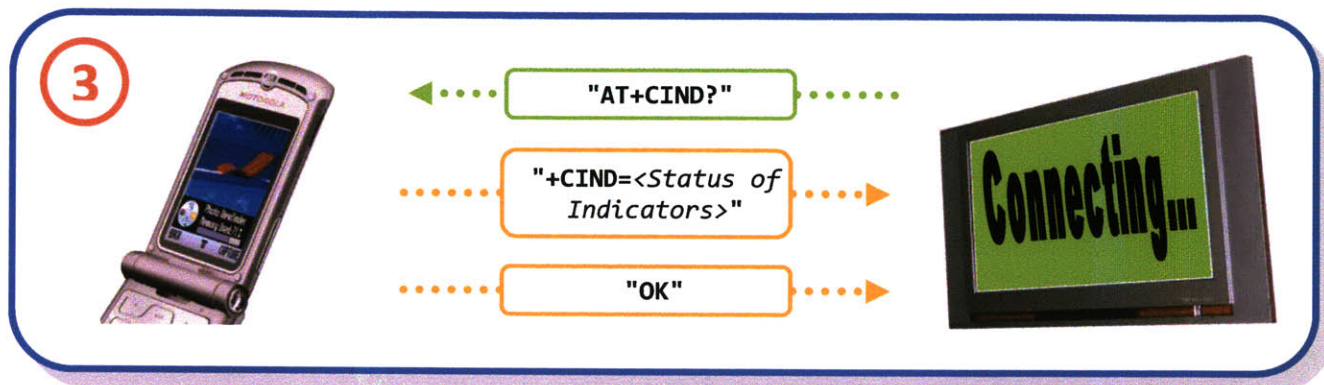 3
MOTOROLA
"AT+CIND?"
"+CIND=<Status of
Indicators>"
"OK"
Connecting...